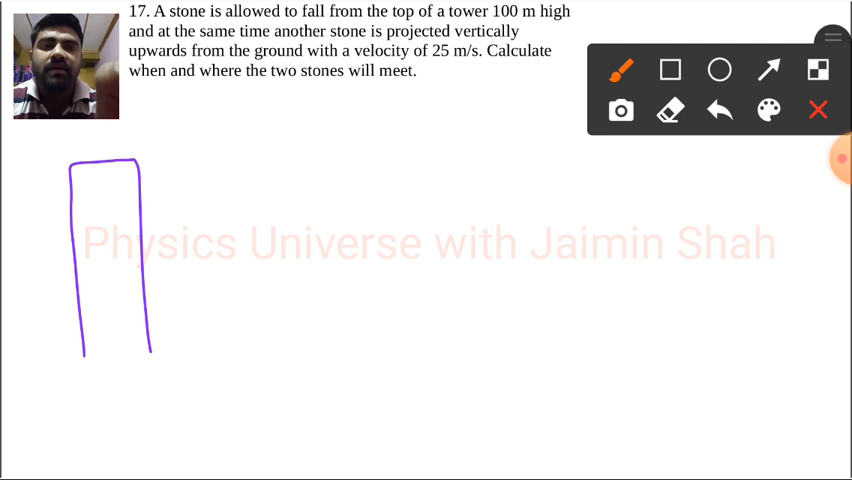 17. A stone is allowed to fall from the top of a tower 100 m high
and at the same time another stone is projected vertically
upwards from the ground with a velocity of 25 m/s. Calculate
when and where the two stones will meet.
Physics Universe with Jaimin Shah